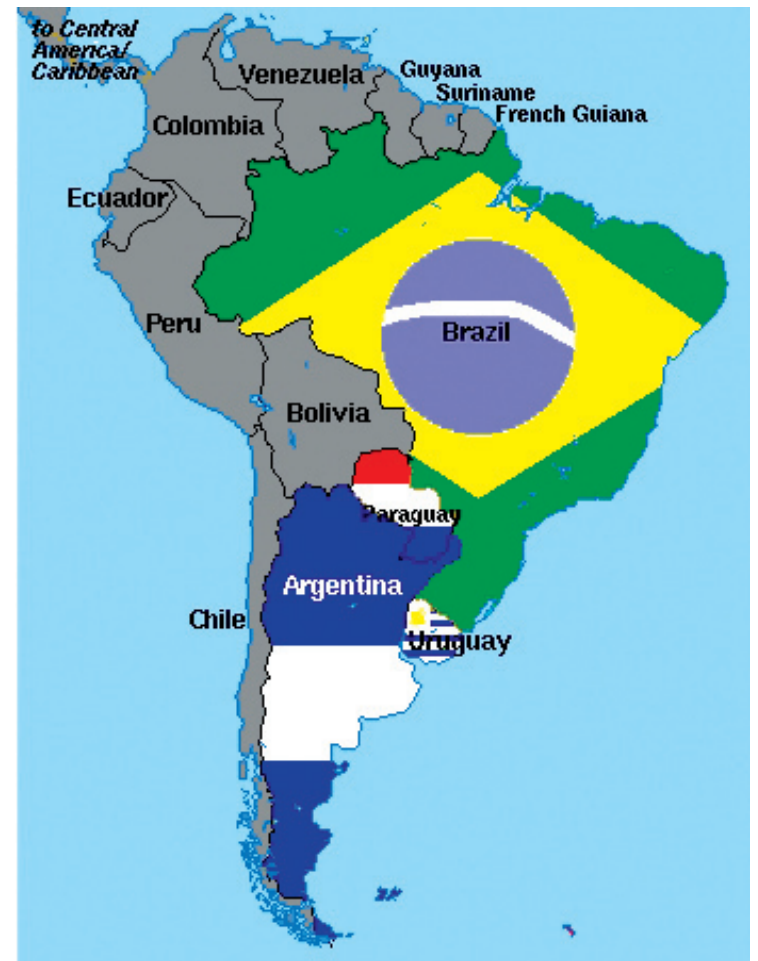 to Central
America/
Caribbean
Venezuela
Guyana
Suriname
French Guiana
Colombia
Ecuador
Peru
Brazil
Bolivia
Paraguay
Argentina
Chile
Uruguay